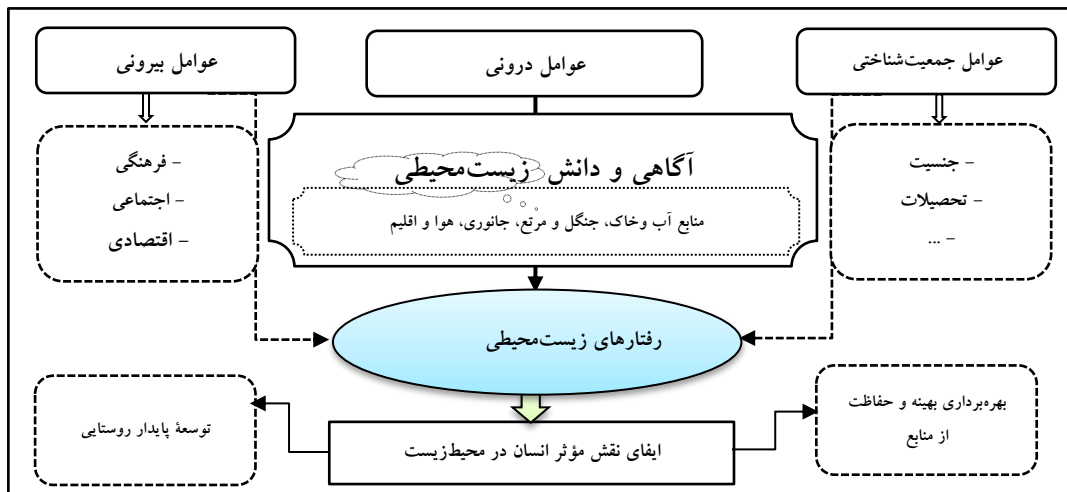 عوامل جمعیت‌شناختی
عوامل درونی
عوامل بیرونی
- جنسیت
- تحصیلات
- ...
آگاهی و دانش زیست‌محیطی
منابع آب وخاک، جنگل و مرتع، جانوری، هوا و اقلیم
- فرهنگی
- اجتماعی
- اقتصادی
رفتارهای زیست‌محیطی
بهره‌برداری بهینه و حفاظت
از منابع
ایفای نقش مؤثر انسان در محیط‌زیست
توسعهٔ پایدار روستایی